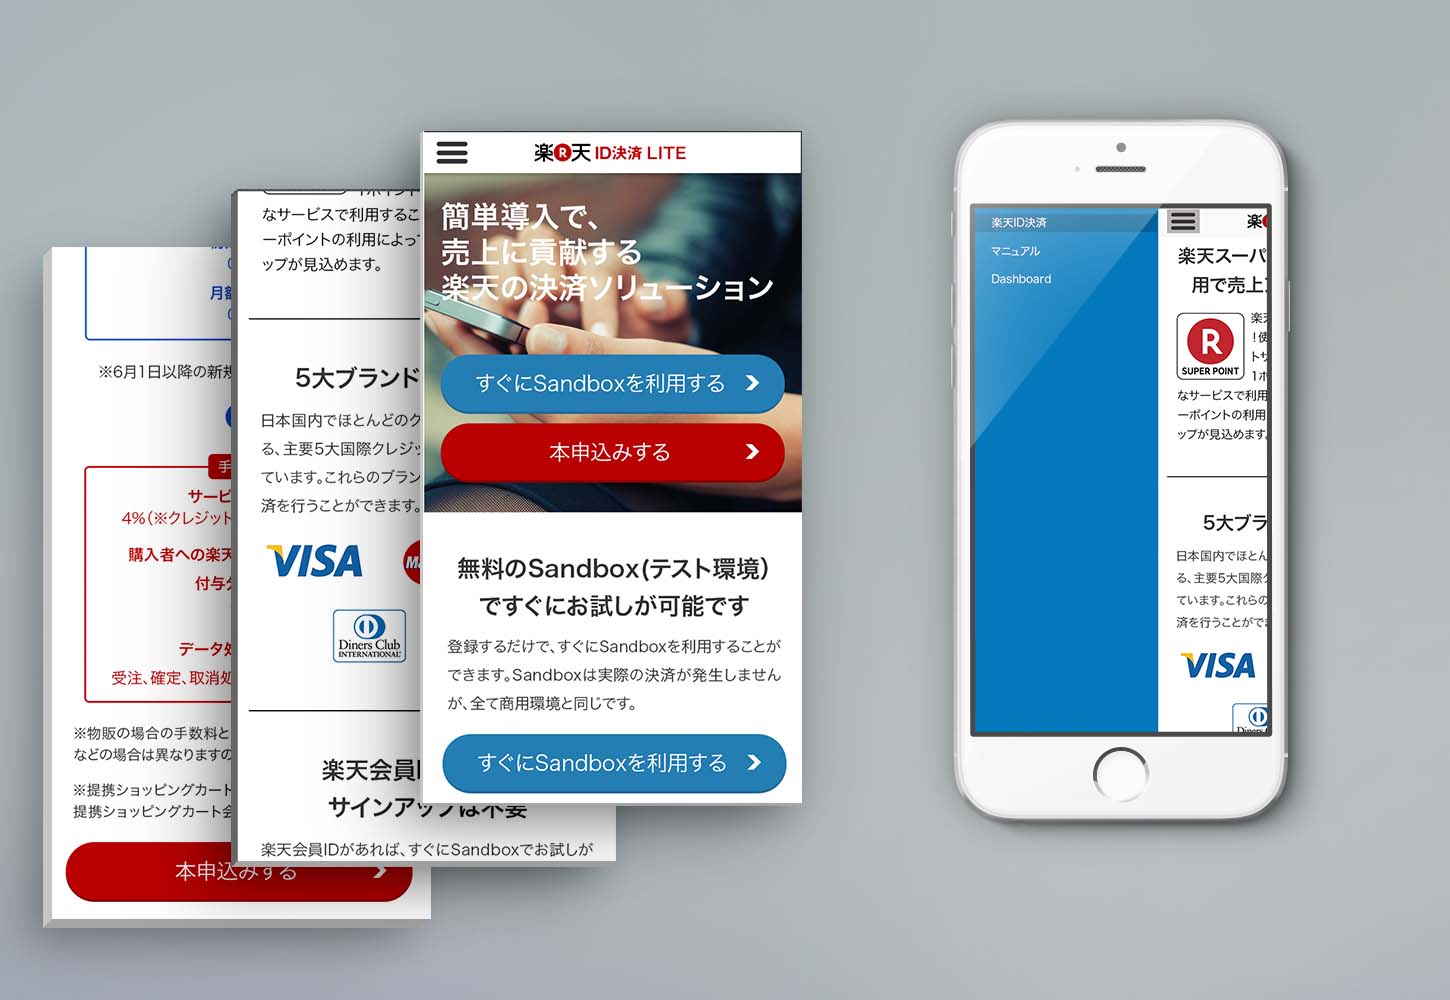 月額
※6月1日以降の新規
手
サービ
4%（※クレジット
購入者への楽天
付与分
データ処
受注、確定、取消処
※物販の場合の手数料と
などの場合は異なりますの
※提携ショッピングカート
提携ショッピングカート会
本申込みする
1ポイント
なサービスで利用するこ
ーポイントの利用によって
ップが見込めます。
5大ブランド
日本国内でほとんどのク
る、主要5大国際クレジッ
ています。これらのブラン
済を行うことができます。
VISA
Ma
Diners Club
INTERNATIONAL
楽天会員I
サインアップは不要
楽天会員IDがあれば、すぐにSandboxでお試しが
楽R天 ID決済 LITE
簡単導入で、
売上に貢献する
楽天の決済ソリューション
すぐにSandboxを利用する
本申込みする
無料のSandbox(テスト環境)
ですぐにお試しが可能です
登録するだけで、すぐにSandboxを利用することが
できます。Sandboxは実際の決済が発生しません
が、全て商用環境と同じです。
すぐにSandboxを利用する
楽天ID決済
マニュアル
Dashboard
楽
楽天スーパ
用で売上
R
SUPER POINT
楽天
！使
トサ
1ポ
なサービスで利用
ーポイントの利用
ップが見込めます。
5大ブラ
日本国内でほとん
る、主要5大国際ク
ています。これらの
済を行うことができ
VISA
Diners